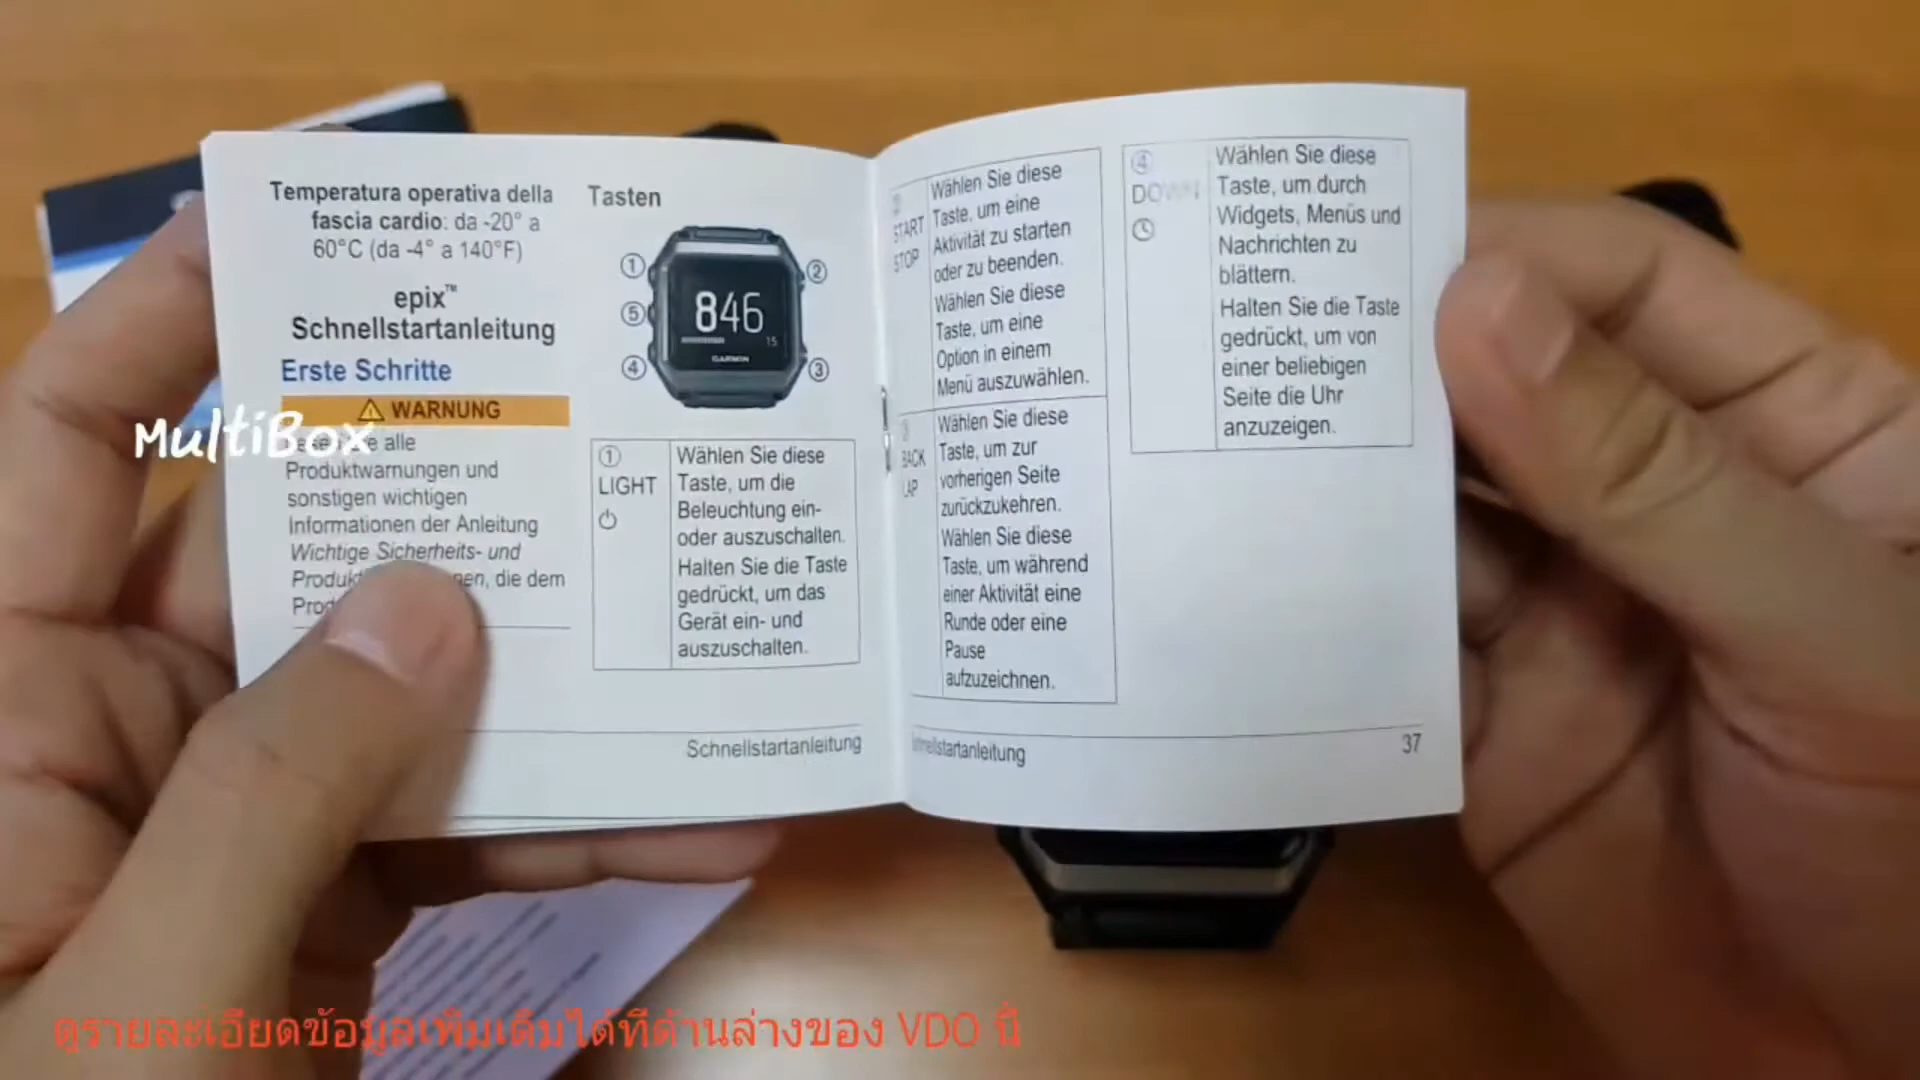 Temperatura operativa della
fascia cardio: da -20° a
60°C (da -4° a 140°F)
epix™
Schnellstartanleitung
Erste Schritte
WARNUNG
alle
Produktwarnungen und
sonstigen wichtigen
Informationen der Anleitung
Wichtige Sicherheits- und
die dem
Tasten
① ②
⑤
④ ③
846
15
GARMIN
①
LIGHT
Wählen Sie diese
Taste, um die
Beleuchtung ein-
oder auszuschalten.
Halten Sie die Taste
gedrückt, um das
Gerät ein- und
auszuschalten.
Schnellstartanleitung
START
STOP
Wählen Sie diese
Taste, um eine
Aktivität zu starten
oder zu beenden.
Wählen Sie diese
Taste, um eine
Option in einem
Menü auszuwählen.
BACK
LAP
Wählen Sie diese
Taste, um zur
vorherigen Seite
zurückzukehren.
Wählen Sie diese
Taste, um während
einer Aktivität eine
Runde oder eine
Pause
aufzuzeichnen.
④
DOWN
Wählen Sie diese
Taste, um durch
Widgets, Menüs und
Nachrichten zu
blättern.
Halten Sie die Taste
gedrückt, um von
einer beliebigen
Seite die Uhr
anzuzeigen.
Schnellstartanleitung
37
MultiBox
ดูรายละเอียดข้อมูลเพิ่มเติมได้ที่ด้านล่างของ VDO นี้